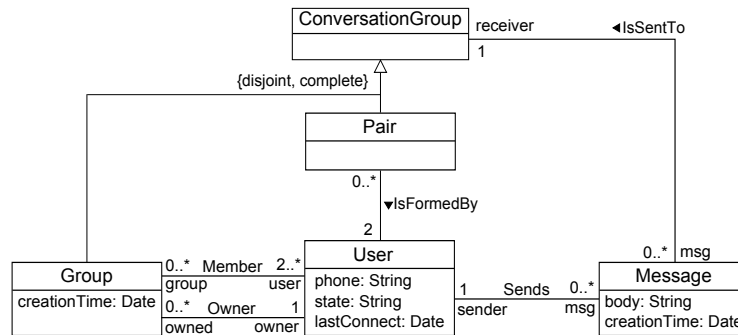 ConversationGroup
receiver
◄IsSentTo
1
{disjoint, complete}
Pair
0..*
▼IsFormedBy
2
User
phone: String
state: String
lastConnect: Date
Group
creationTime: Date
0..* Member 2..*
group user
0..* Owner 1
owned owner
1 Sends 0..*
sender msg
0..* msg
Message
body: String
creationTime: Date